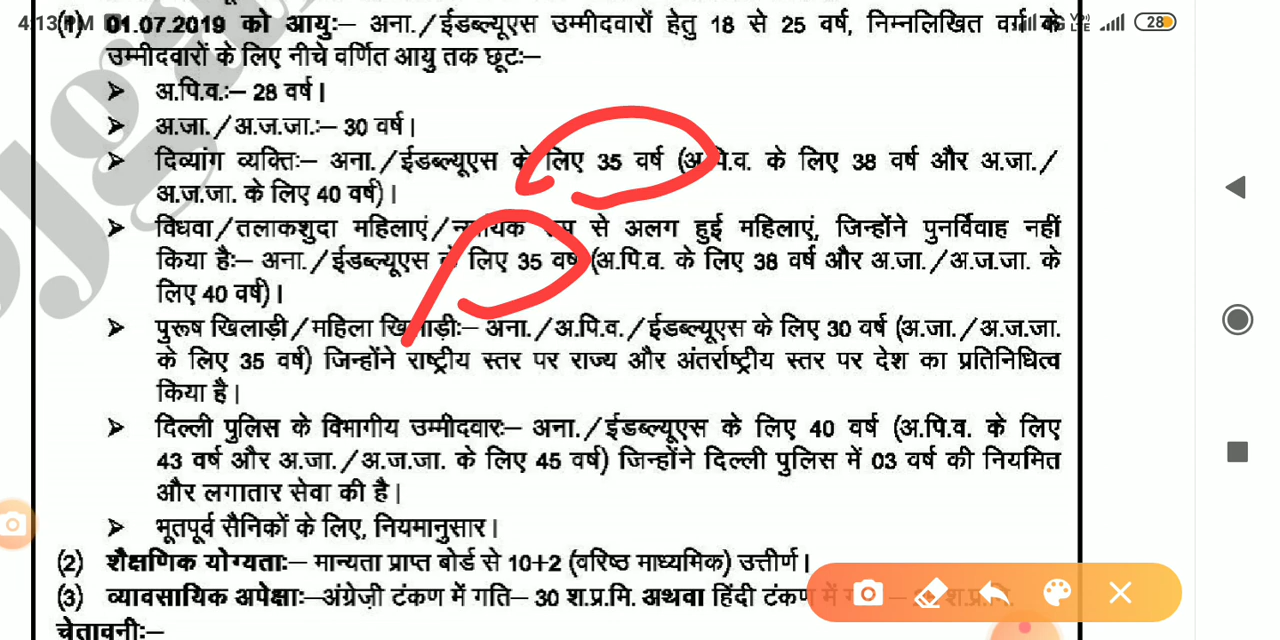 4:13
28
(1) 01.07.2019 को आयुः– अना./ईडब्ल्यूएस उम्मीदवारों हेतु 18 से 25 वर्ष, निम्नलिखित वर्ग के
उम्मीदवारों के लिए नीचे वर्णित आयु तक छूटः–
➢ अ.पि.व.ः– 28 वर्ष।
➢ अ.जा./अ.ज.जा.ः– 30 वर्ष।
➢ दिव्यांग व्यक्तिः– अना./ईडब्ल्यूएस के लिए 35 वर्ष (अ.पि.व. के लिए 38 वर्ष और अ.जा./
अ.ज.जा. के लिए 40 वर्ष)।
➢ विधवा/तलाकशुदा महिलाएं/न्यायिक रूप से अलग हुई महिलाएं, जिन्होंने पुनर्विवाह नहीं
किया हैः– अना./ईडब्ल्यूएस के लिए 35 वर्ष (अ.पि.व. के लिए 38 वर्ष और अ.जा./अ.ज.जा. के
लिए 40 वर्ष)।
➢ पुरूष खिलाड़ी/महिला खिलाड़ीः– अना./अ.पि.व./ईडब्ल्यूएस के लिए 30 वर्ष (अ.जा./अ.ज.जा.
के लिए 35 वर्ष) जिन्होंने राष्ट्रीय स्तर पर राज्य और अंतर्राष्ट्रीय स्तर पर देश का प्रतिनिधित्व
किया है।
➢ दिल्ली पुलिस के विभागीय उम्मीदवारः– अना./ईडब्ल्यूएस के लिए 40 वर्ष (अ.पि.व. के लिए
43 वर्ष और अ.जा./अ.ज.जा. के लिए 45 वर्ष) जिन्होंने दिल्ली पुलिस में 03 वर्ष की नियमित
और लगातार सेवा की है।
➢ भूतपूर्व सैनिकों के लिए, नियमानुसार।
(2) शैक्षणिक योग्यताः– मान्यता प्राप्त बोर्ड से 10+2 (वरिष्ठ माध्यमिक) उत्तीर्ण।
(3) व्यावसायिक अपेक्षाः–अंग्रेज़ी टंकण में गति– 30 श.प्र.मि. अथवा हिंदी टंकण में श.प्र.मि.
चेतावनीः–